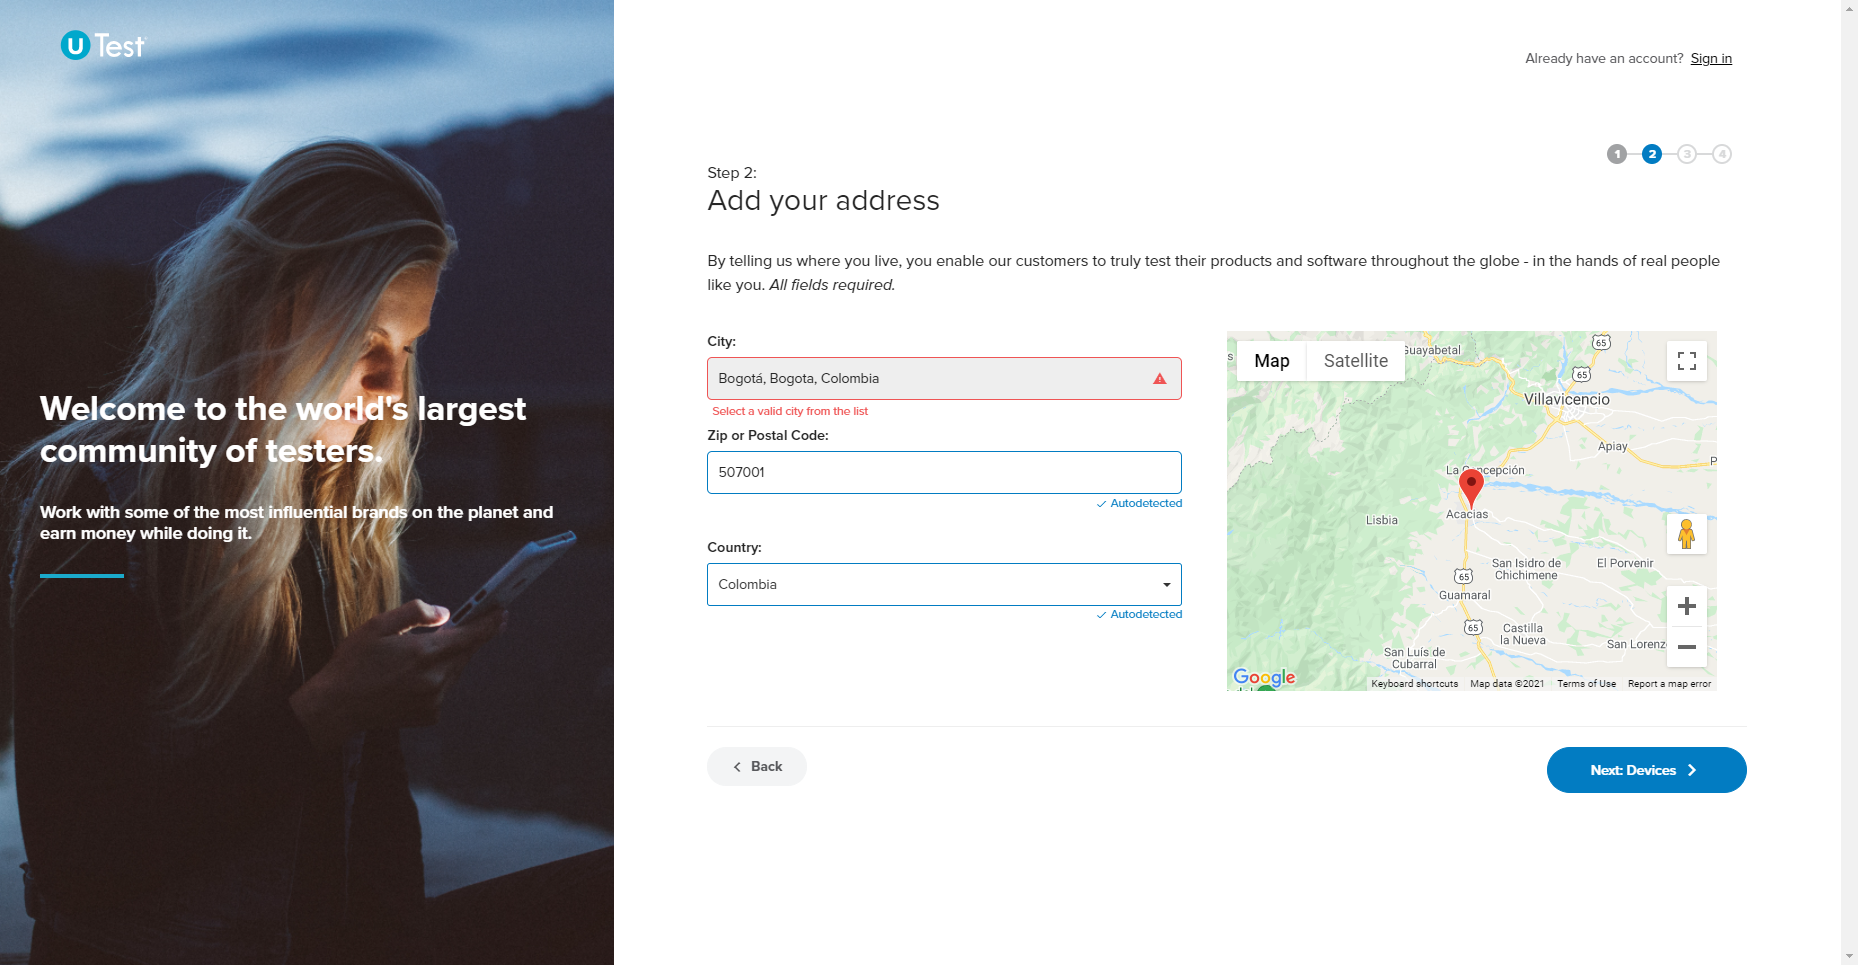 U Test
Already have an account? Sign in
1 2 3 4
Step 2:
Add your address
By telling us where you live, you enable our customers to truly test their products and software throughout the globe - in the hands of real people
like you. All fields required.
Welcome to the world's largest
community of testers.
Work with some of the most influential brands on the planet and
earn money while doing it.
City:
Bogotá, Bogota, Colombia
Select a valid city from the list
Zip or Postal Code:
507001
Autodetected
Country:
Colombia
Autodetected
Map Satellite
Guayabetal
65
65
Villavicencio
Apiay
La Concepción
Acacias
Lisbia
San Isidro de
Chichimene
El Porvenir
65
Guamaral
65
Castilla
la Nueva
San Lorenz
San Luís de
Cubarral
Google
Keyboard shortcuts Map data ©2021 Terms of Use Report a map error
Back
Next: Devices